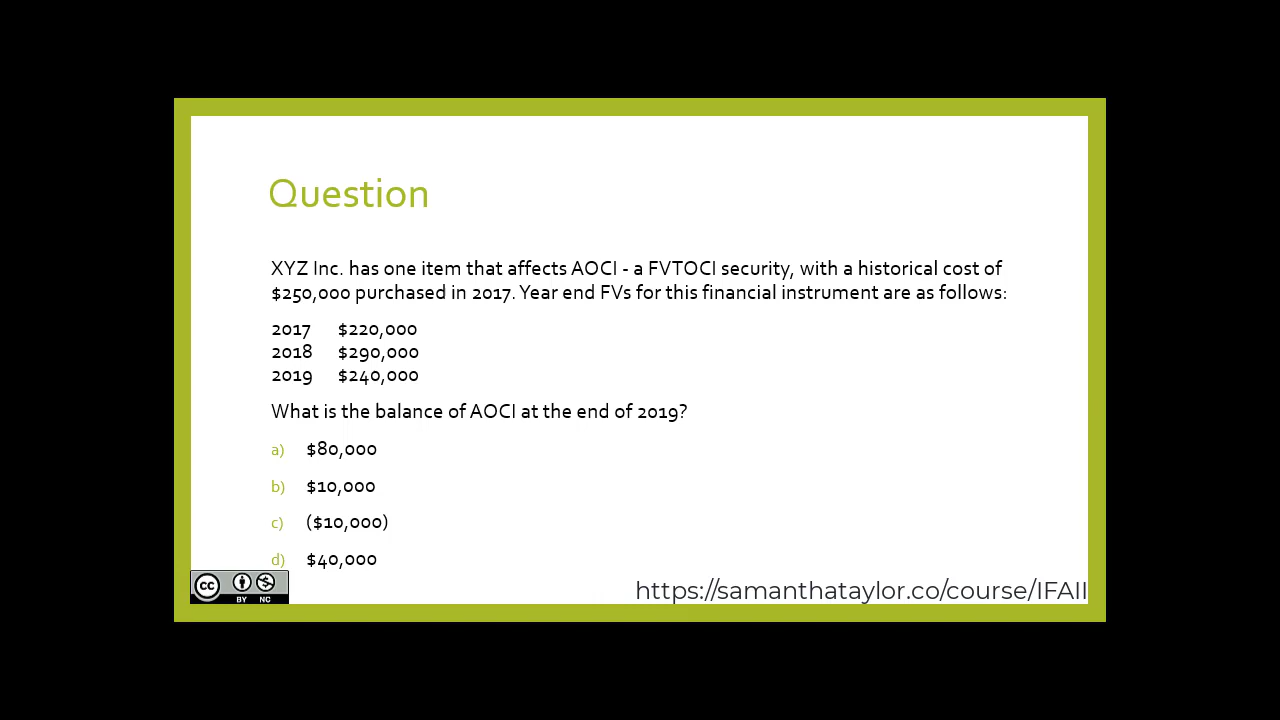 Question
XYZ Inc. has one item that affects AOCI - a FVTOCI security, with a historical cost of
$250,000 purchased in 2017. Year end FVs for this financial instrument are as follows:
2017 $220,000
2018 $290,000
2019 $240,000
What is the balance of AOCI at the end of 2019?
a) $80,000
b) $10,000
c) ($10,000)
d) $40,000
cc BY NC
https://samanthataylor.co/course/IFAII